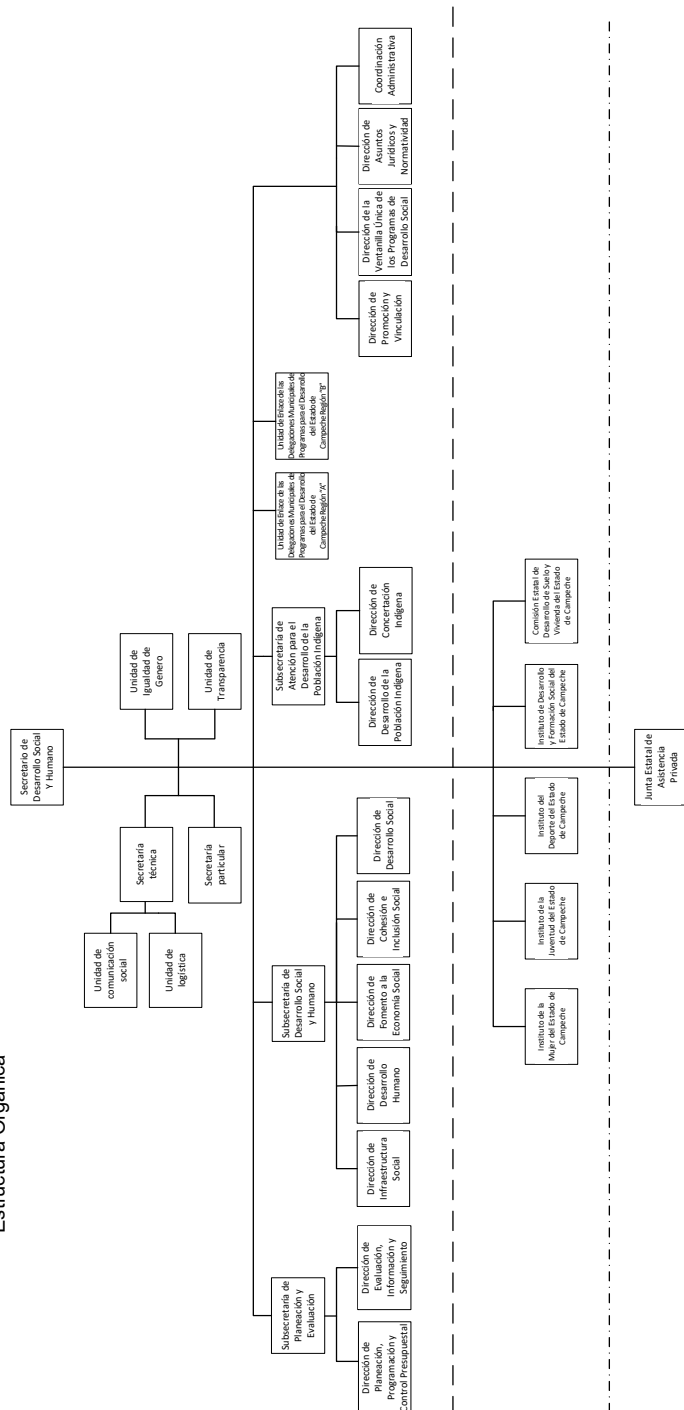 Estructura Orgánica
Secretario de
Desarrollo Social
Y Humano
Unidad de
comunicación
social
Unidad de
logística
Secretaría
técnica
Secretaría
particular
Unidad de
Igualdad de
Genero
Unidad de
Transparencia
Subsecretaría de
Planeación y
Evaluación
Subsecretaría de
Desarrollo Social
y Humano
Subsecretaría de
Atención para el
Desarrollo de la
Población Indígena
Unidad de Enlace de las
Delegaciones Municipales de
Programas para el Desarrollo
del Estado de
Campeche Región "A"
Unidad de Enlace de las
Delegaciones Municipales de
Programas para el Desarrollo
del Estado de
Campeche Región "B"
Dirección de
Planeación,
Programación y
Control Presupuestal
Dirección de
Evaluación,
Información y
Seguimiento
Dirección de
Infraestructura
Social
Dirección de
Desarrollo
Humano
Dirección de
Fomento a la
Economía Social
Dirección de
Cohesión e
Inclusión Social
Dirección de
Desarrollo Social
Dirección de
Desarrollo de la
Población Indígena
Dirección de
Concertación
Indígena
Dirección de
Promoción y
Vinculación
Dirección de la
Ventanilla Única de
los Programas de
Desarrollo Social
Dirección de
Asuntos
Jurídicos y
Normatividad
Coordinación
Administrativa
Instituto de la
Mujer del Estado de
Campeche
Instituto de la
Juventud del Estado
de Campeche
Instituto del
Deporte del Estado
de Campeche
Instituto de Desarrollo
y Formación Social del
Estado de Campeche
Comisión Estatal de
Desarrollo de Suelo y
Vivienda del Estado
de Campeche
Junta Estatal de
Asistencia
Privada